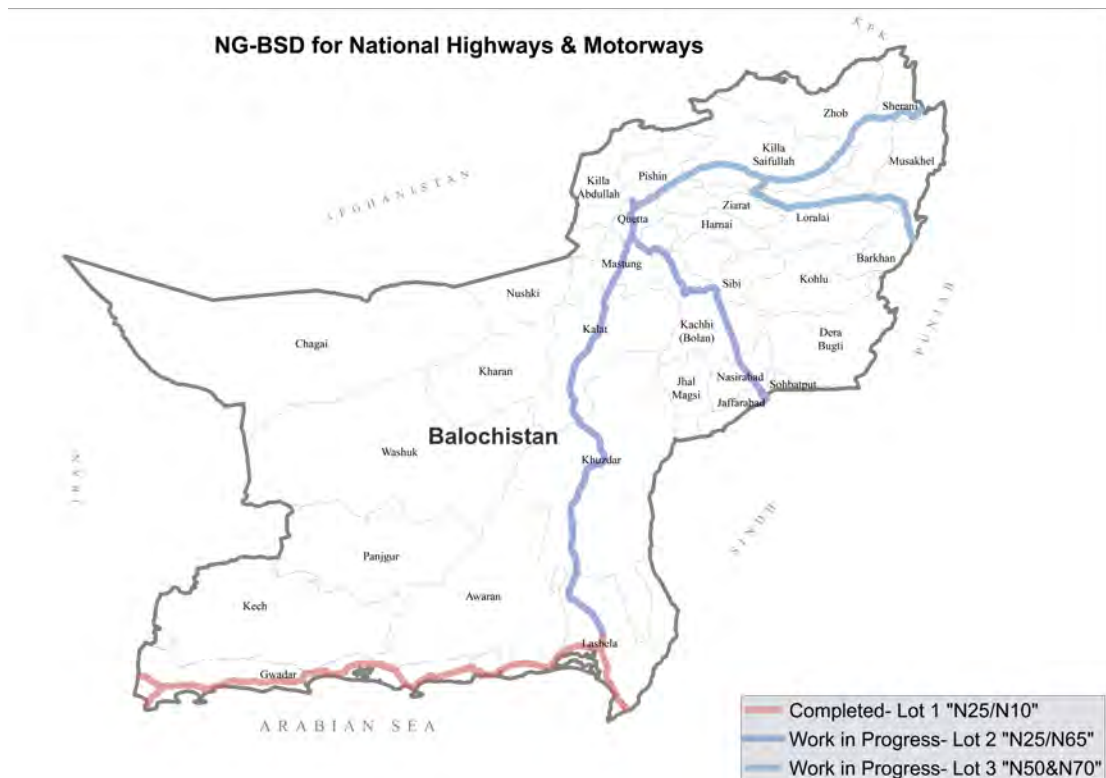 NG-BSD for National Highways & Motorways
KPK
Zhob
Sherani
Killa
Saifullah
Musakhel
Pishin
Killa
Abdullah
AFGHANISTAN
Ziarat
Loralai
Quetta
Harnai
Barkhan
Mastung
Kohlu
Sibi
Nushki
PUNJAB
Kalat
Kachhi
(Bolan)
Dera
Bugti
Chagai
Kharan
Nasirabad
Sohbatput
Jhal
Magsi
Jaffarabad
Balochistan
Washuk
Khuzdar
IRAN
SINDH
Panjgur
Kech
Awaran
Lasbela
Gwadar
ARABIAN SEA
Completed- Lot 1 "N25/N10"
Work in Progress- Lot 2 "N25/N65"
Work in Progress- Lot 3 "N50&N70"